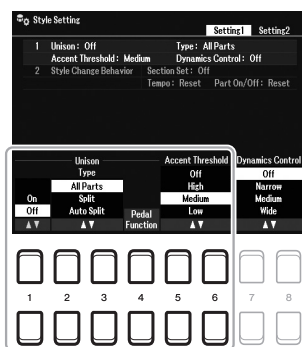 Style Setting
Setting1 Setting2
1 Unison: Off Type: All Parts
Accent Threshold: Medium Dynamics Control: Off
2 Style Change Behavior Section Set: Off
Tempo: Reset Part On/Off: Reset
Unison Accent Threshold Dynamics Control
Type Off Off
All Parts High Narrow
On Split Medium Medium
Off Auto Split Pedal Low Wide
▲▼ ▲▼ Function ▲▼ ▲▼
1 2 3 4 5 6 7 8